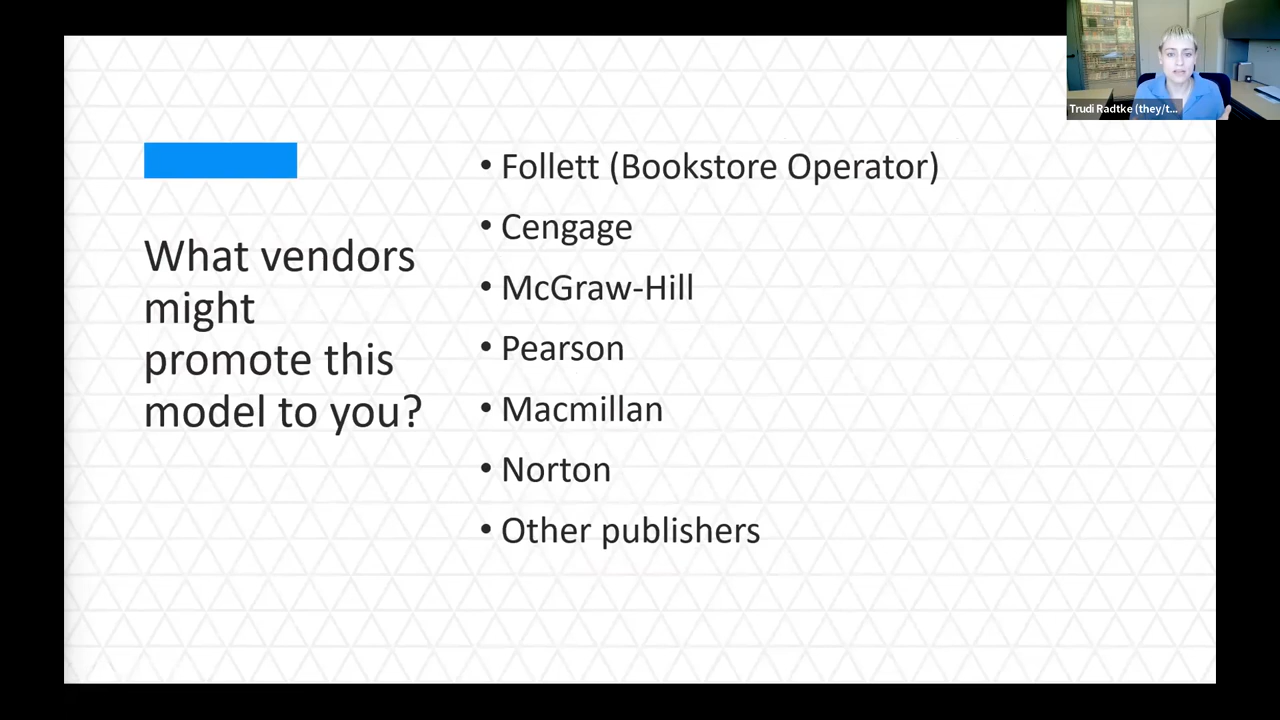 Trudi Radtke (they/t...
What vendors
might
promote this
model to you?
• Follett (Bookstore Operator)
• Cengage
• McGraw-Hill
• Pearson
• Macmillan
• Norton
• Other publishers